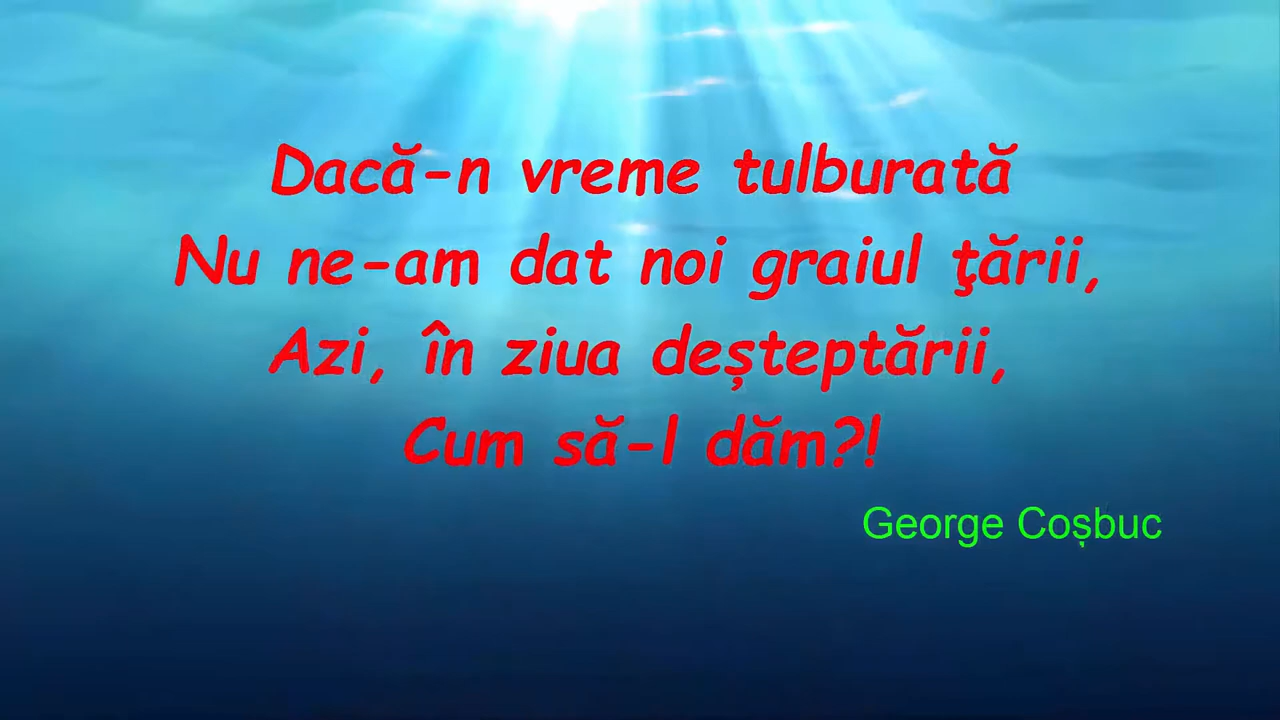 Dacă-n vreme tulburată
Nu ne-am dat noi graiul ţării,
Azi, în ziua deșteptării,
Cum să-l dăm?!
George Coșbuc